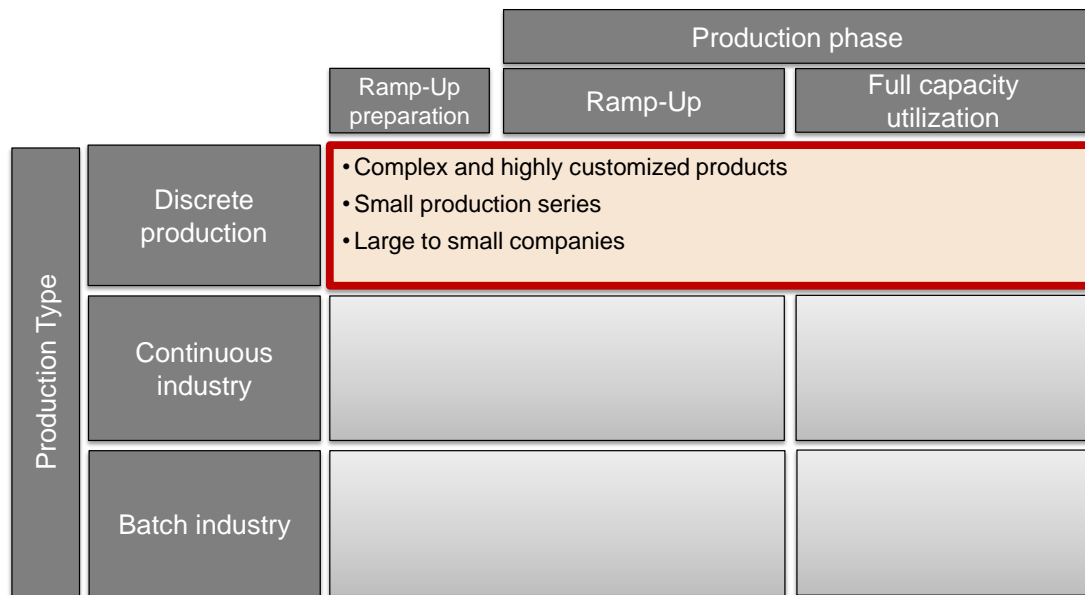 Production phase
Ramp-Up
preparation
Ramp-Up
Full capacity
utilization
Production Type
Discrete
production
• Complex and highly customized products
• Small production series
• Large to small companies
Continuous
industry
Batch industry